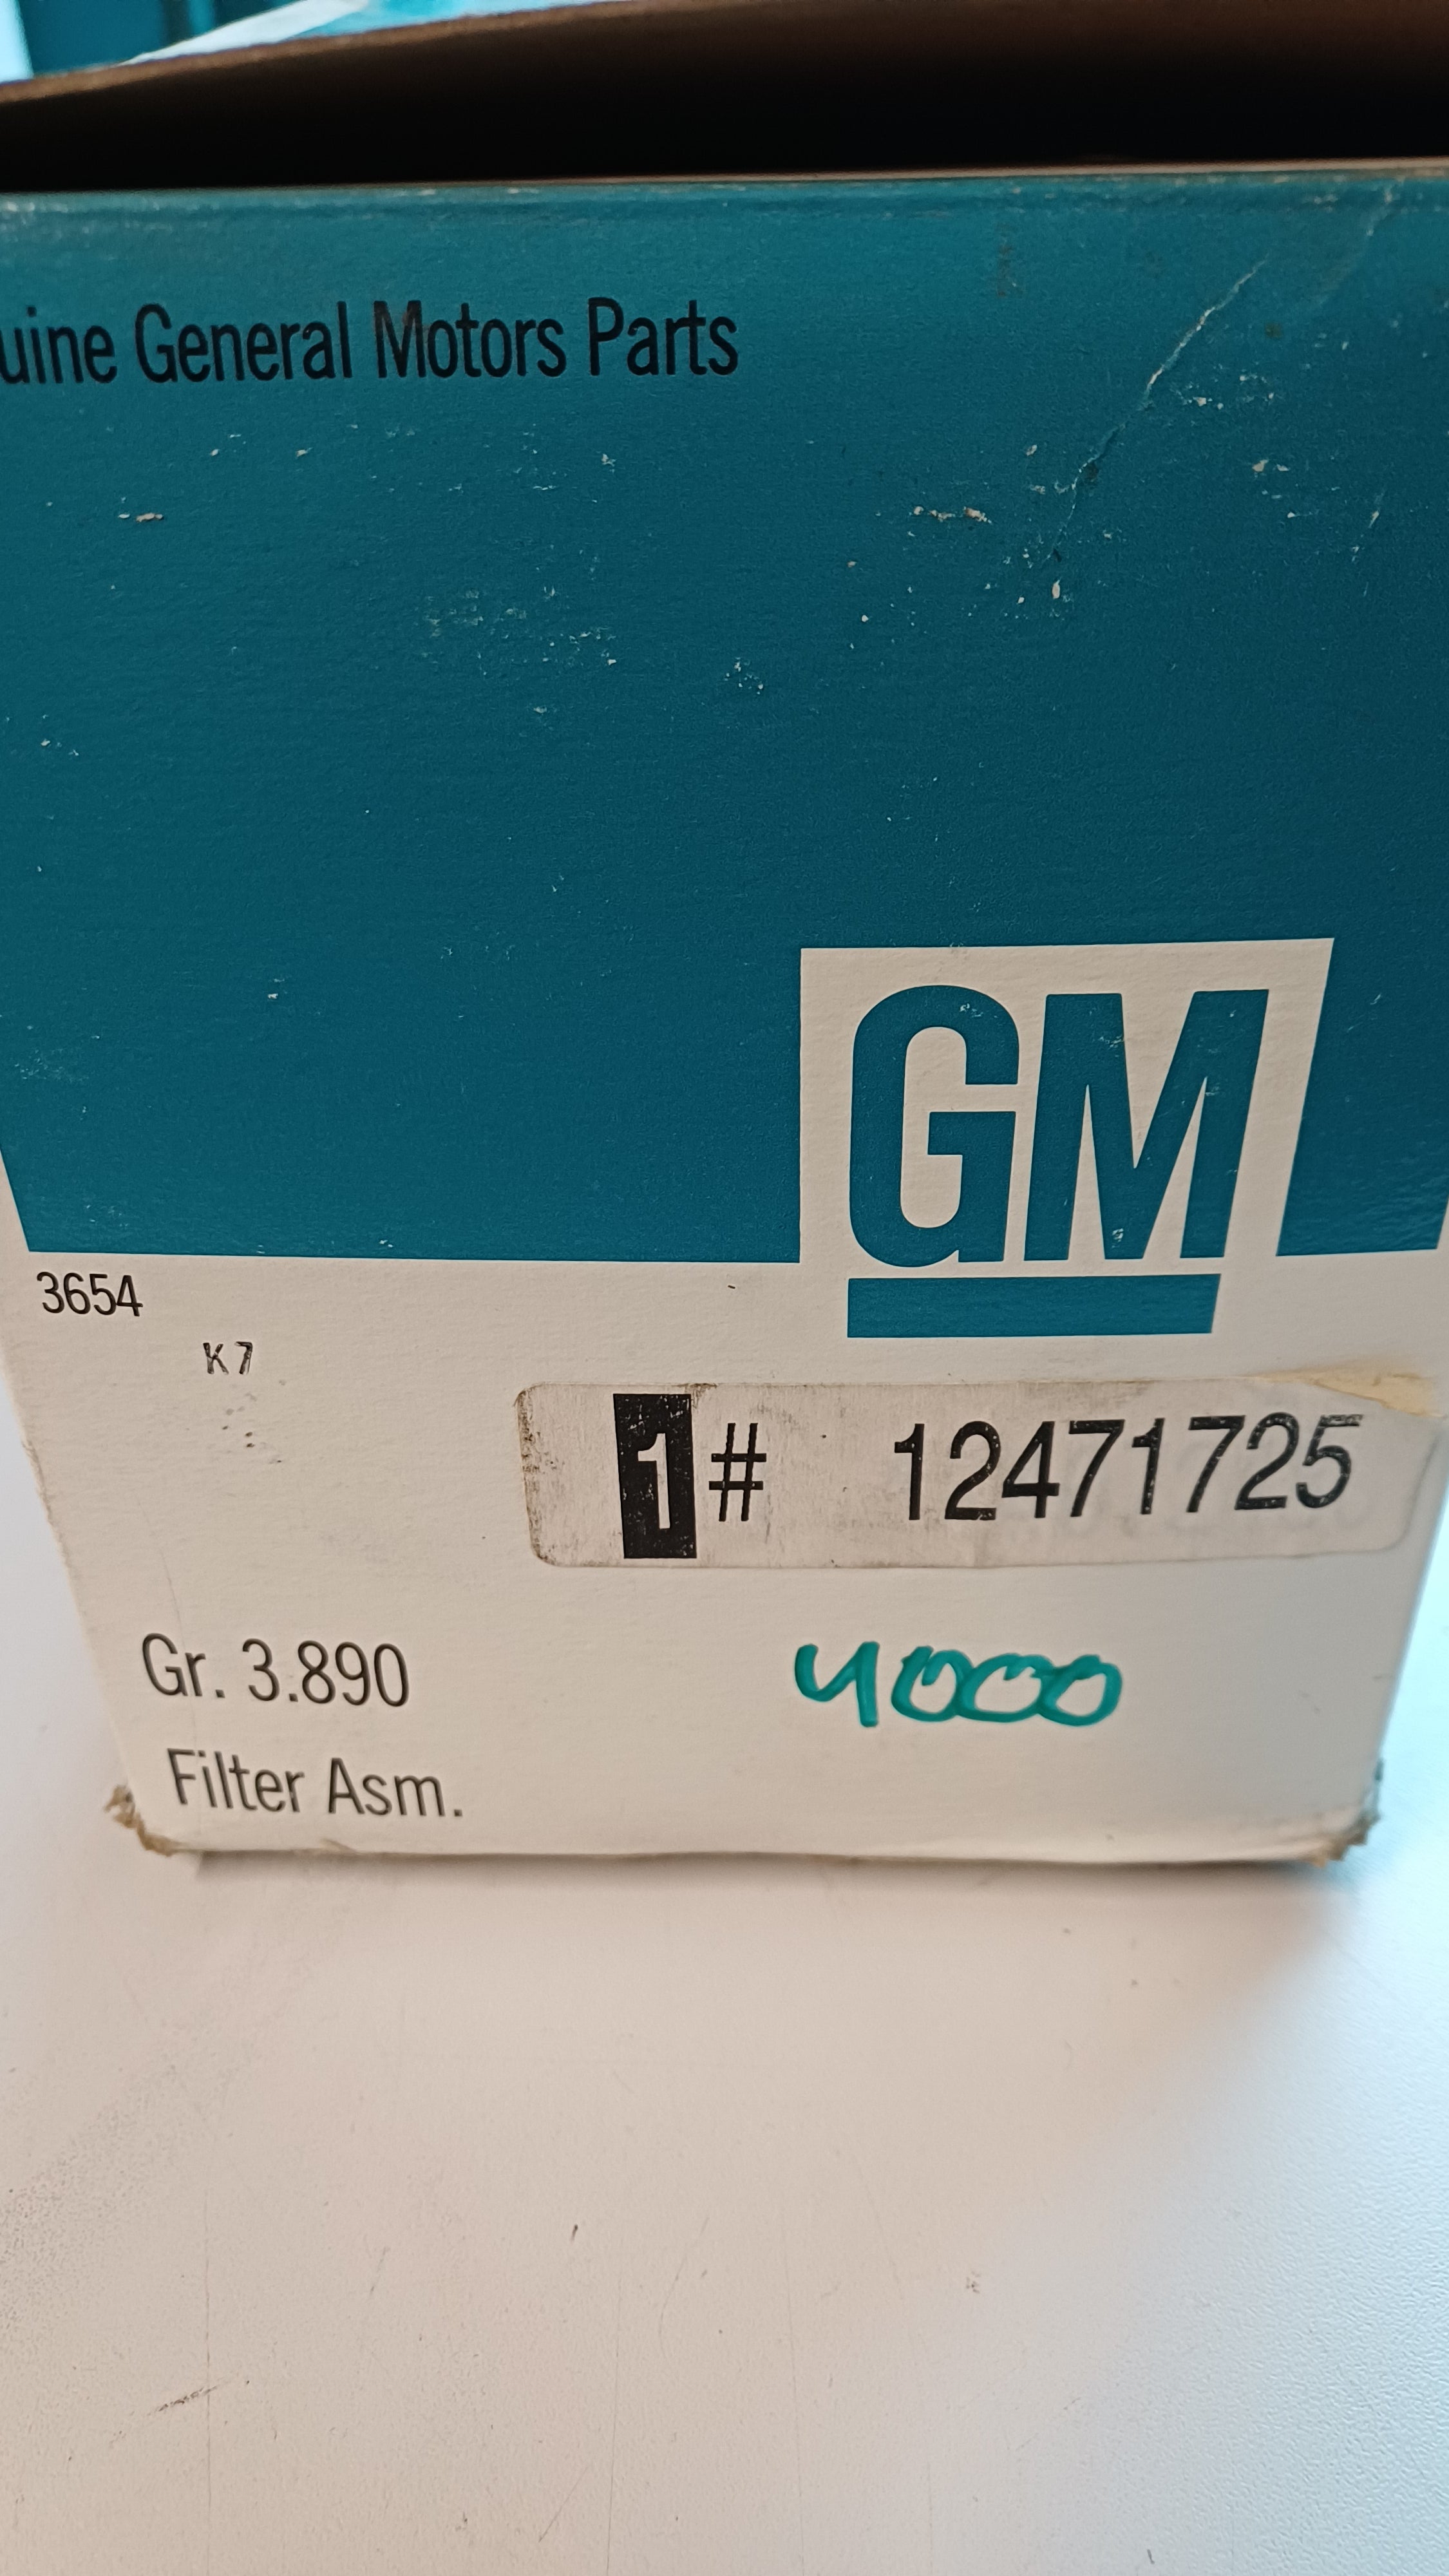 uine General Motors Parts
GM
3654
K7
1# 12471725
Gr. 3.890
4000
Filter Asm.